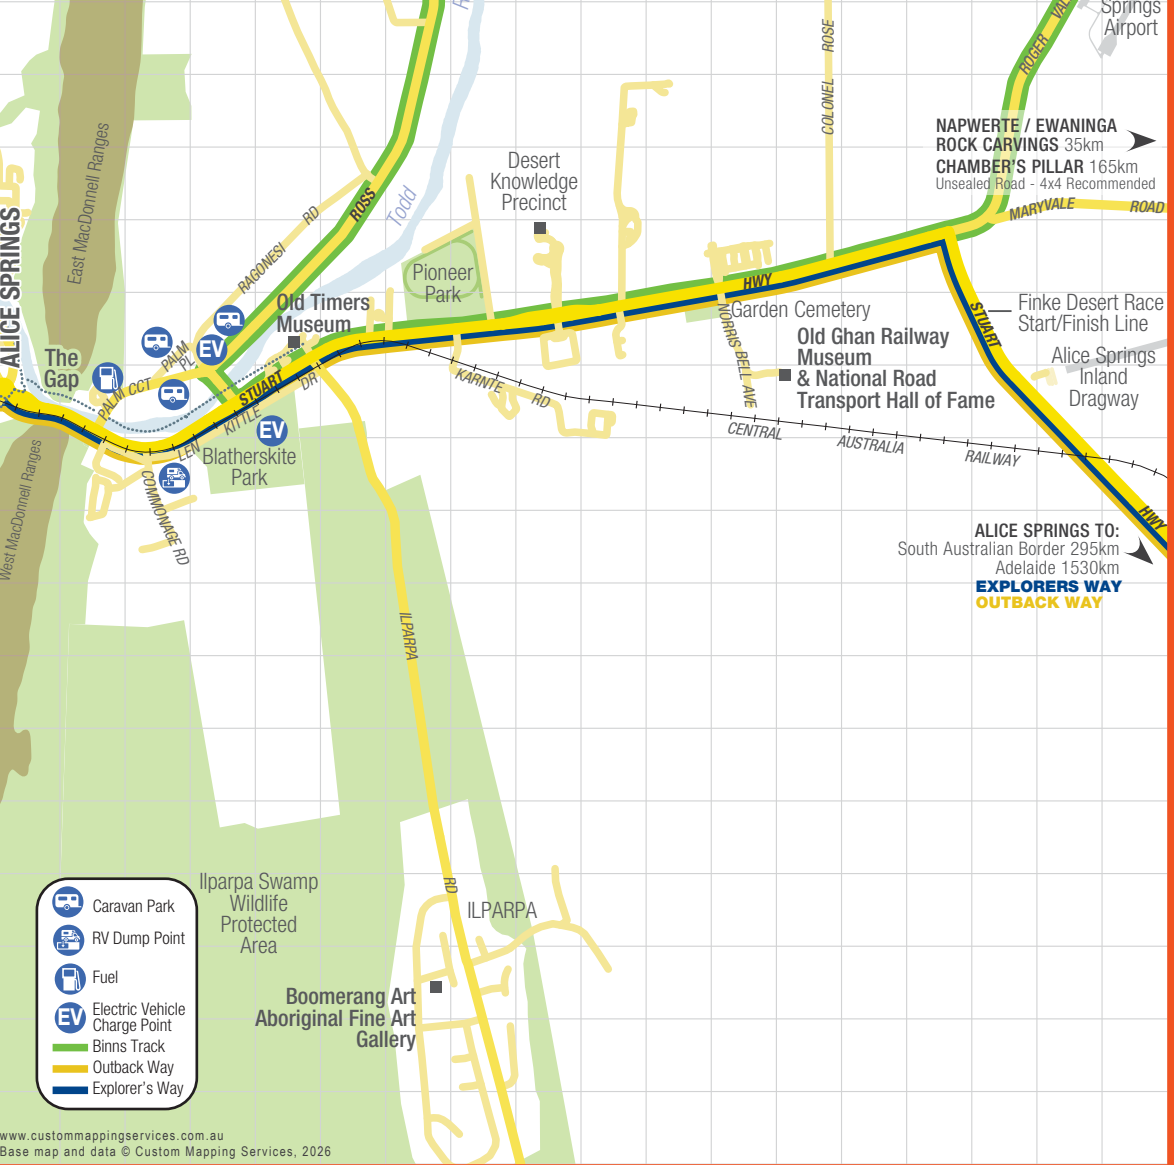 Springs
Airport
ROGER
VAL
COLONEL ROSE
NAPWERTE / EWANINGA
ROCK CARVINGS 35km
CHAMBER'S PILLAR 165km
Unsealed Road - 4x4 Recommended
MARYVALE ROAD
East MacDonnell Ranges
ALICE SPRINGS
ROSS
Todd
R
RAGONESI RD
Desert
Knowledge
Precinct
Pioneer
Park
Old Timers
Museum
HWY
Garden Cemetery
STUART
Finke Desert Race
Start/Finish Line
Old Ghan Railway
Museum
& National Road
Transport Hall of Fame
Alice Springs
Inland
Dragway
NORRIS BELL AVE
The
Gap
PALM PL
EV
PALM CCT
STUART
LEN KITTLE DR
EV
Blatherskite
Park
KARNTE RD
CENTRAL AUSTRALIA RAILWAY
West MacDonnell Ranges
COMMONAGE RD
HWY
ALICE SPRINGS TO:
South Australian Border 295km
Adelaide 1530km
EXPLORERS WAY
OUTBACK WAY
ILPARPA
RD
Ilparpa Swamp
Wildlife
Protected
Area
ILPARPA
Boomerang Art
Aboriginal Fine Art
Gallery
Caravan Park
RV Dump Point
Fuel
EV
Electric Vehicle
Charge Point
Binns Track
Outback Way
Explorer's Way
www.custommappingservices.com.au
Base map and data © Custom Mapping Services, 2026